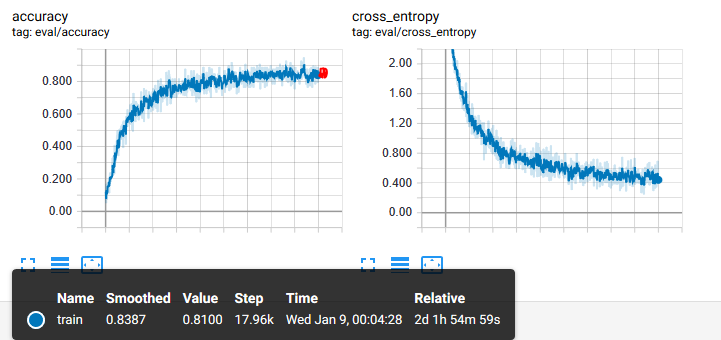 accuracy
tag: eval/accuracy
0.800
0.600
0.400
0.200
0.00
cross_entropy
tag: eval/cross_entropy
2.00
1.60
1.20
0.800
0.400
0.00
Name Smoothed Value Step Time Relative
train 0.8387 0.8100 17.96k Wed Jan 9, 00:04:28 2d 1h 54m 59s